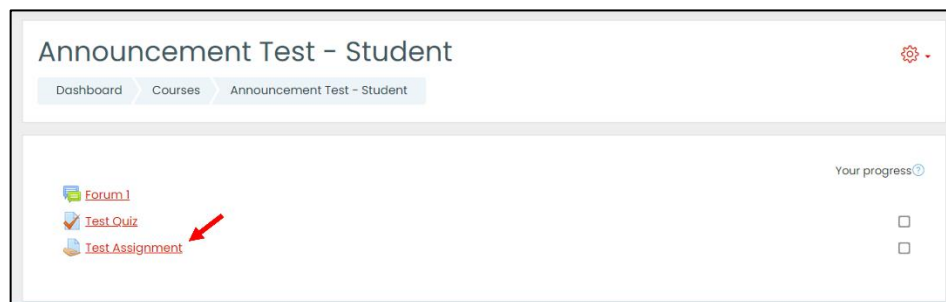 Announcement Test - Student
Dashboard Courses Announcement Test - Student
Your progress
Forum 1
Test Quiz
Test Assignment